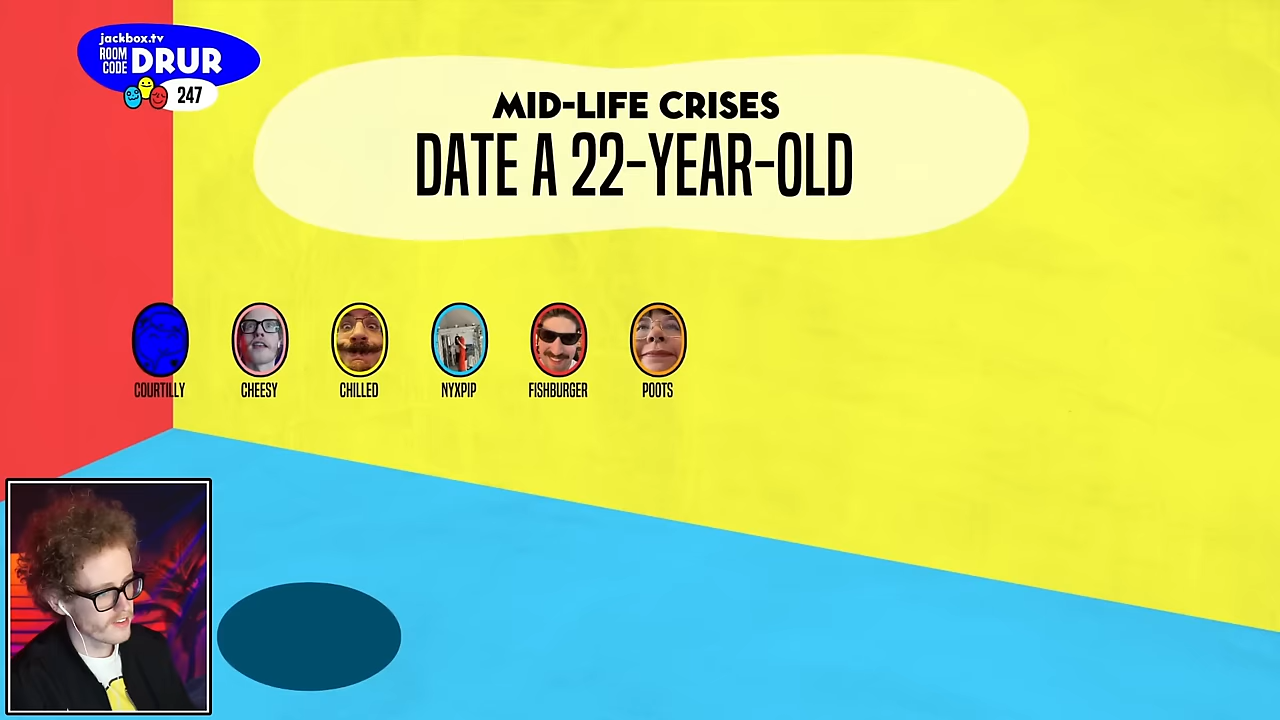 jackbox.tv
ROOM CODE DRUR
247
MID-LIFE CRISES
DATE A 22-YEAR-OLD
COURTILLY CHEESY CHILLED NYXPIP FISHBURGER POOTS